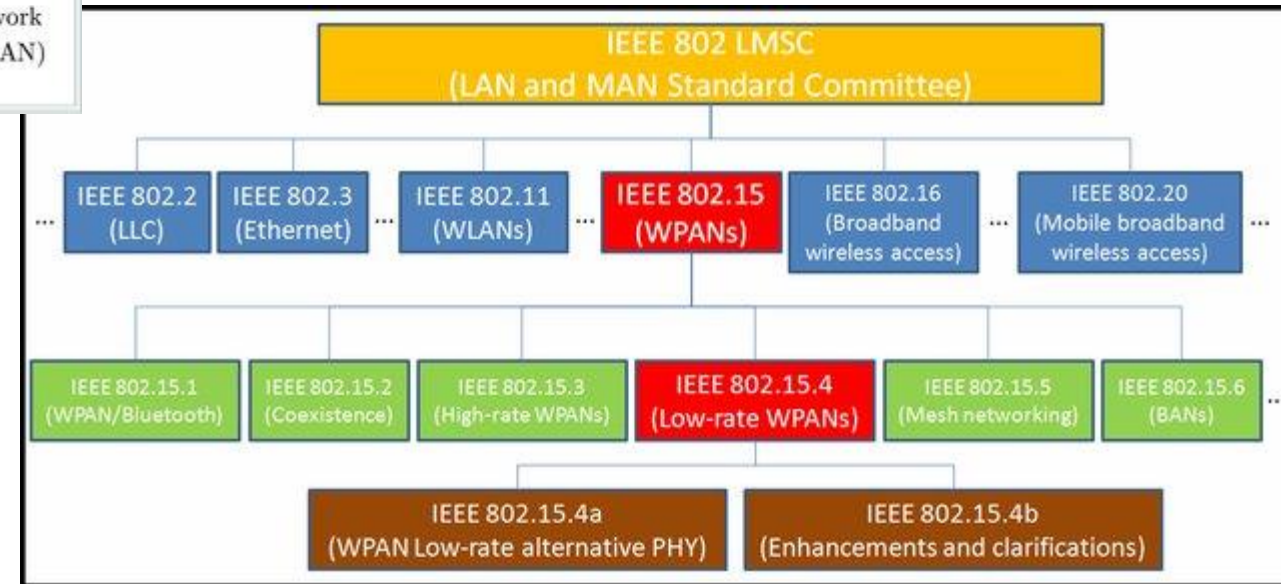 AN)
IEEE 802 LMSC
(LAN and MAN Standard Committee)
...
IEEE 802.2
(LLC)
IEEE 802.3
(Ethernet)
...
IEEE 802.11
(WLANs)
...
IEEE 802.15
(WPANs)
IEEE 802.16
(Broadband
wireless access)
...
IEEE 802.20
(Mobile broadband
wireless access)
...
IEEE 802.15.1
(WPAN/Bluetooth)
IEEE 802.15.2
(Coexistence)
IEEE 802.15.3
(High-rate WPANs)
IEEE 802.15.4
(Low-rate WPANs)
IEEE 802.15.5
(Mesh networking)
IEEE 802.15.6
(BANs)
...
IEEE 802.15.4a
(WPAN Low-rate alternative PHY)
IEEE 802.15.4b
(Enhancements and clarifications)